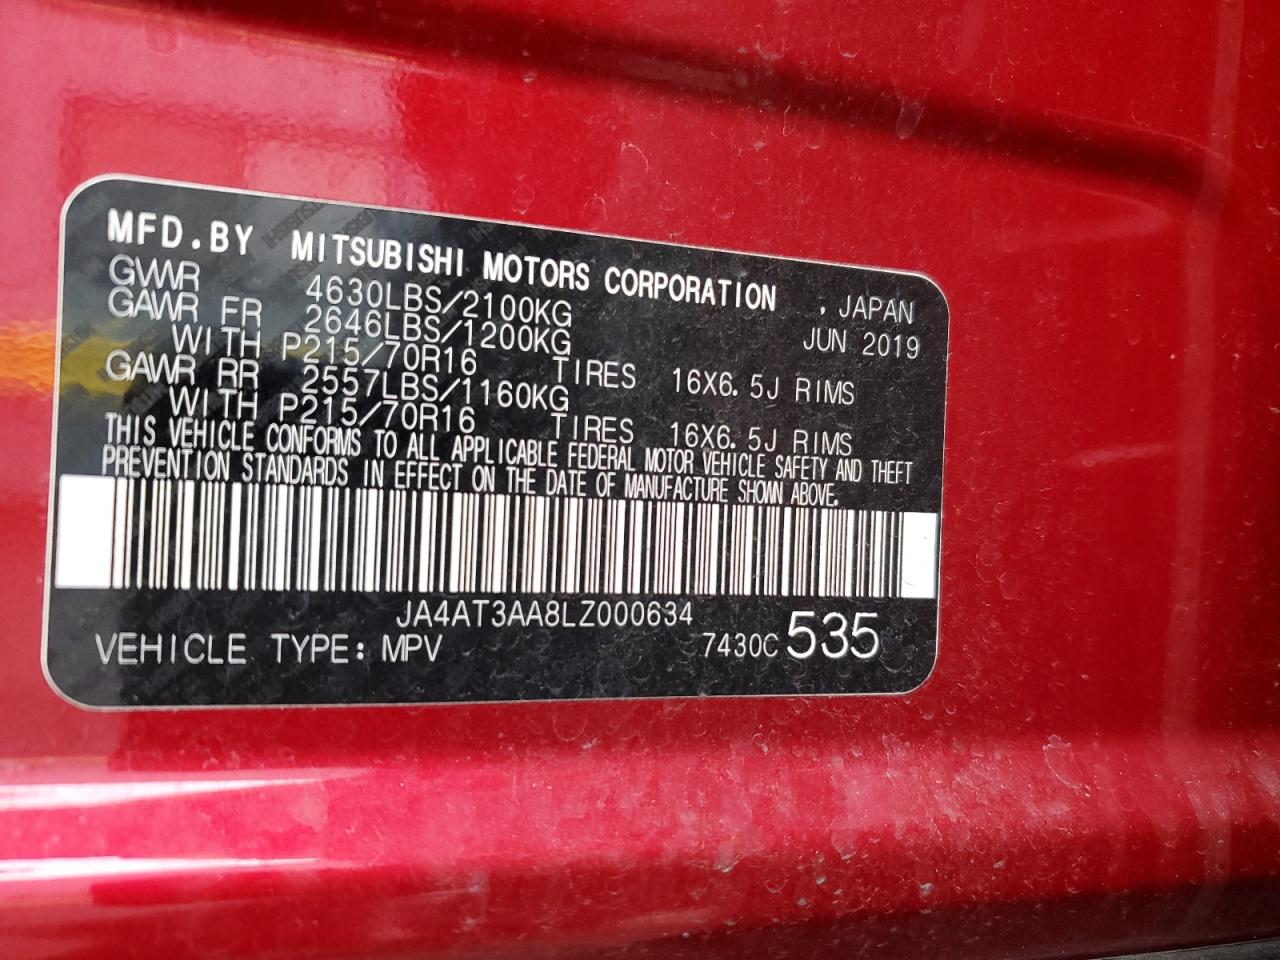 MFD.BY MITSUBISHI MOTORS CORPORATION , JAPAN
GVWR 4630LBS/2100KG JUN 2019
GAWR FR 2646LBS/1200KG
WITH P215/70R16 TIRES 16X6.5J RIMS
GAWR RR 2557LBS/1160KG
WITH P215/70R16 TIRES 16X6.5J RIMS
THIS VEHICLE CONFORMS TO ALL APPLICABLE FEDERAL MOTOR VEHICLE SAFETY AND THEFT
PREVENTION STANDARDS IN EFFECT ON THE DATE OF MANUFACTURE SHOWN ABOVE.
JA4AT3AA8LZ000634
VEHICLE TYPE: MPV 7430C 535